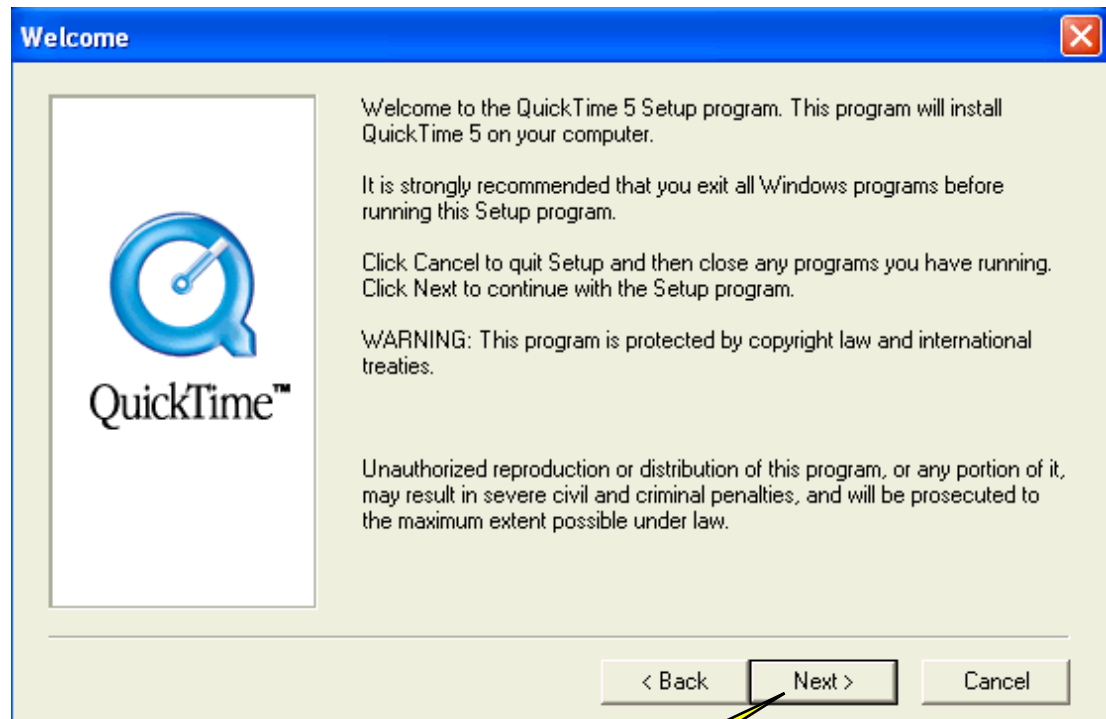 Welcome
Welcome to the QuickTime 5 Setup program. This program will install
QuickTime 5 on your computer.
It is strongly recommended that you exit all Windows programs before
running this Setup program.
Click Cancel to quit Setup and then close any programs you have running.
Click Next to continue with the Setup program.
WARNING: This program is protected by copyright law and international
treaties.
QuickTime™
Unauthorized reproduction or distribution of this program, or any portion of it,
may result in severe civil and criminal penalties, and will be prosecuted to
the maximum extent possible under law.
< Back
Next >
Cancel